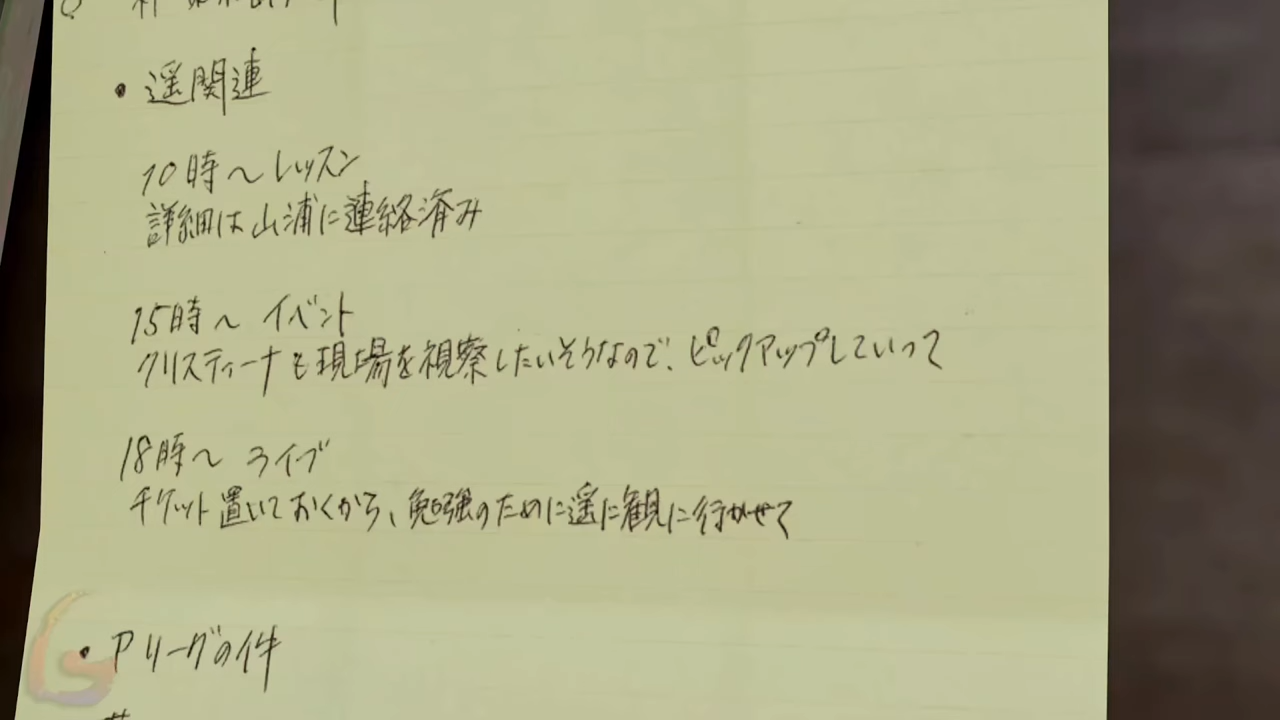 ・遥関連
10時〜レッスン
詳細は山浦に連絡済み
15時〜 イベント
クリスティーナも現場を視察したいそうなので、ピックアップしていって
18時〜 ライブ
チケット置いておくから、勉強のために遥に観に行かせて
・Pリーグの件